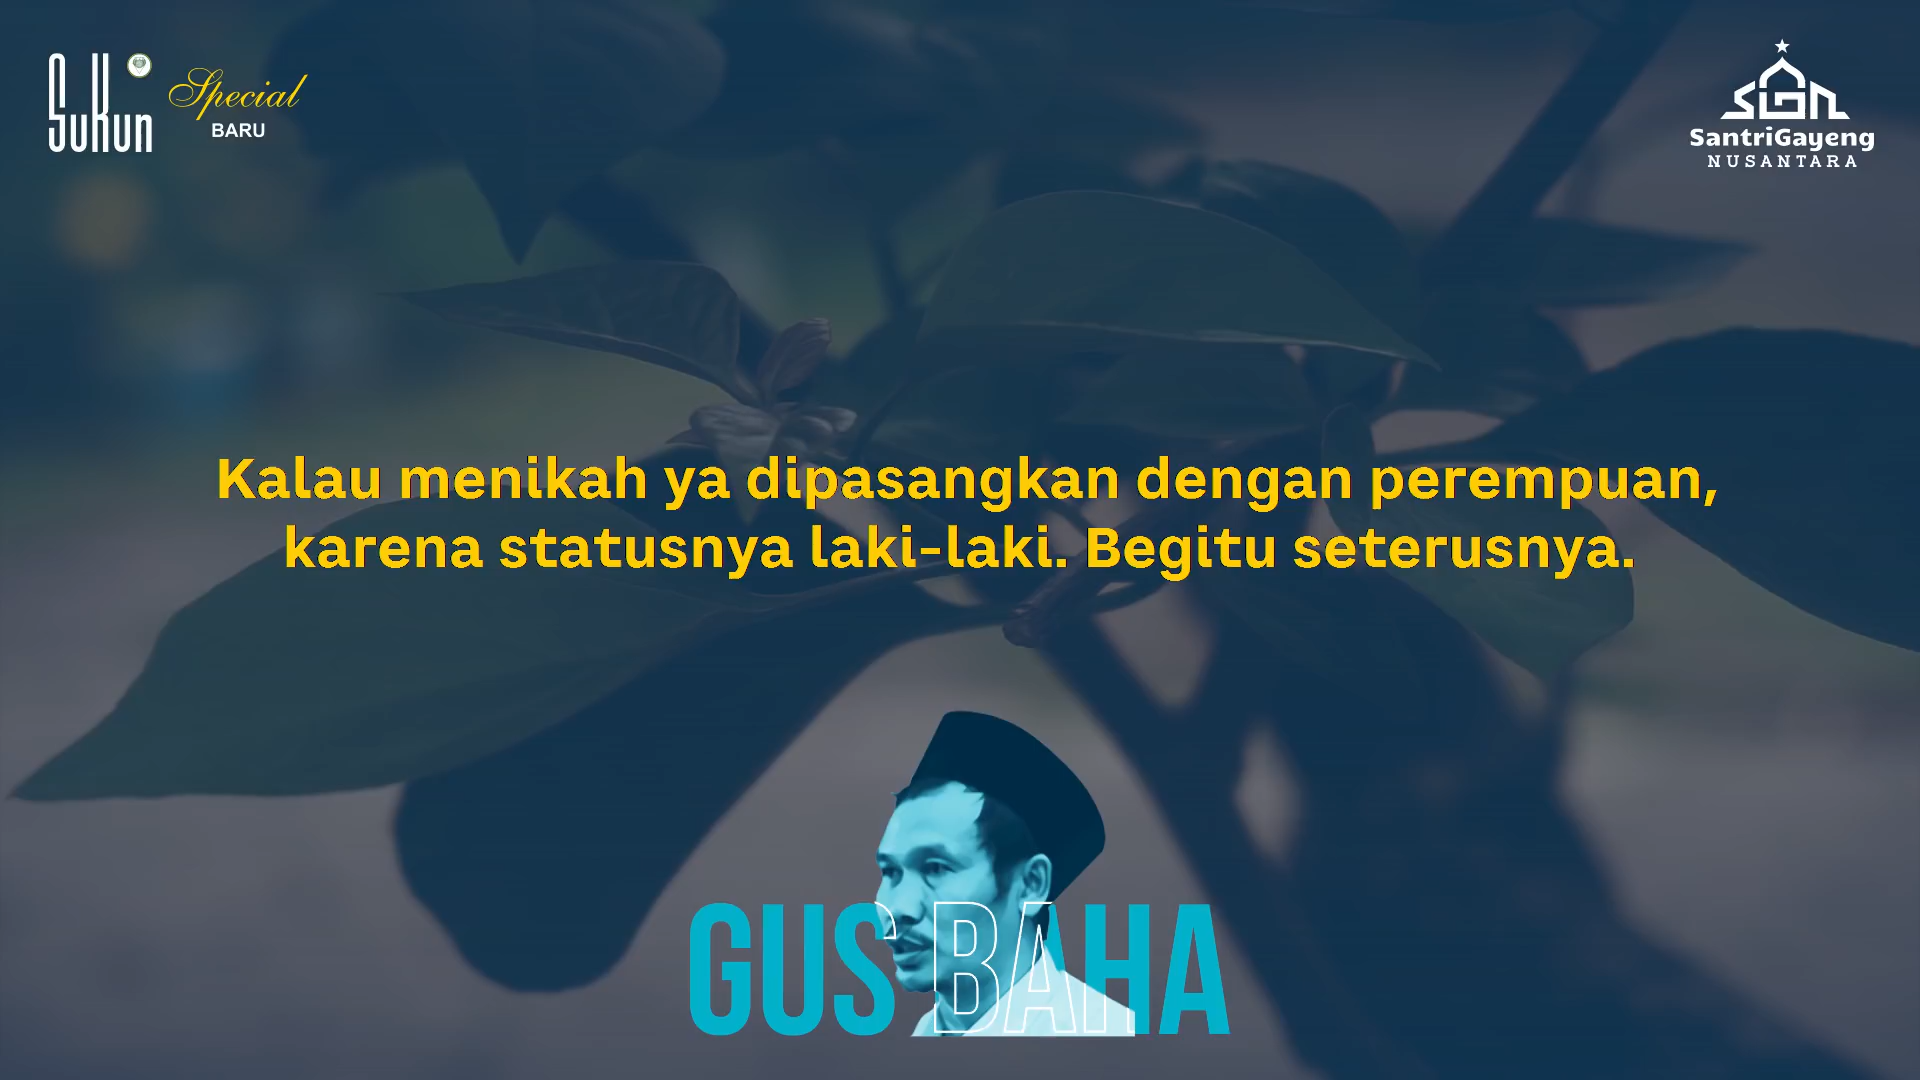 SuKun
Special
BARU
SIGN
SantriGayeng
NUSANTARA
Kalau menikah ya dipasangkan dengan perempuan,
karena statusnya laki-laki. Begitu seterusnya.
GUS BAHA